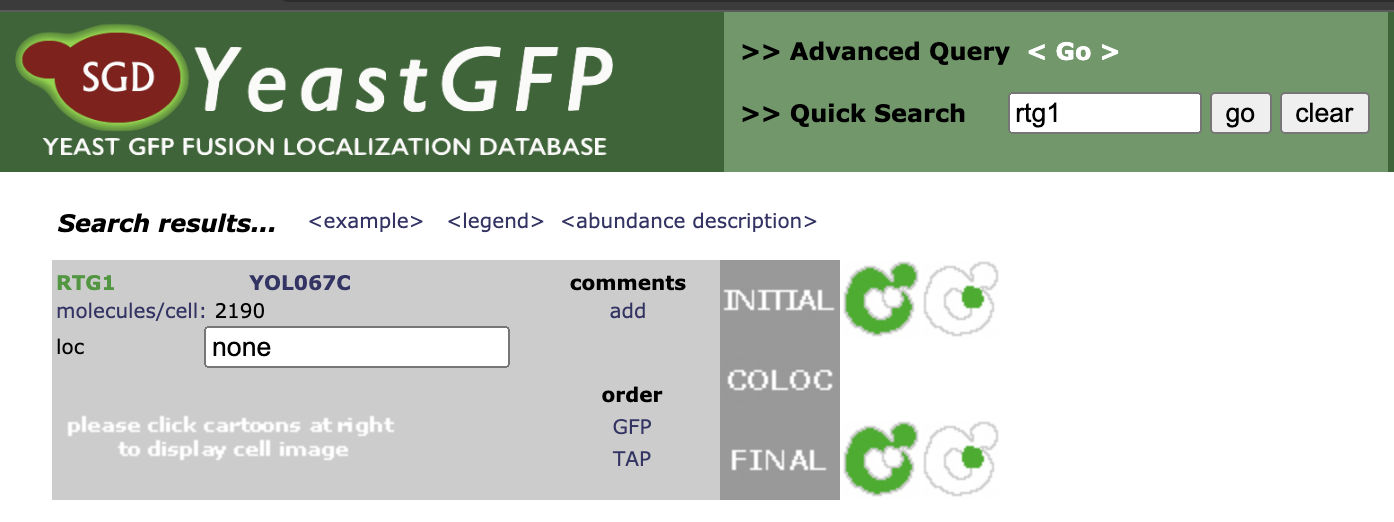 SGD YeastGFP
YEAST GFP FUSION LOCALIZATION DATABASE
>> Advanced Query < Go >
>> Quick Search rtg1 go clear
Search results... <example> <legend> <abundance description>
RTG1 YOL067C comments
molecules/cell: 2190 add
loc none
order
GFP
TAP
please click cartoons at right
to display cell image
INITIAL
COLOC
FINAL